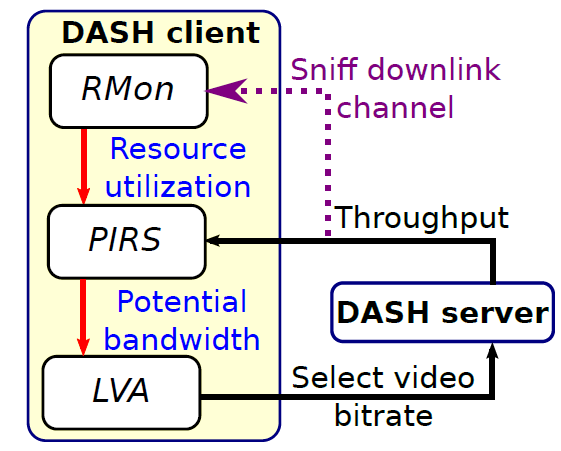 DASH client
RMon
Sniff downlink
channel
Resource
utilization
PIRS
Throughput
Potential
bandwidth
DASH server
LVA
Select video
bitrate